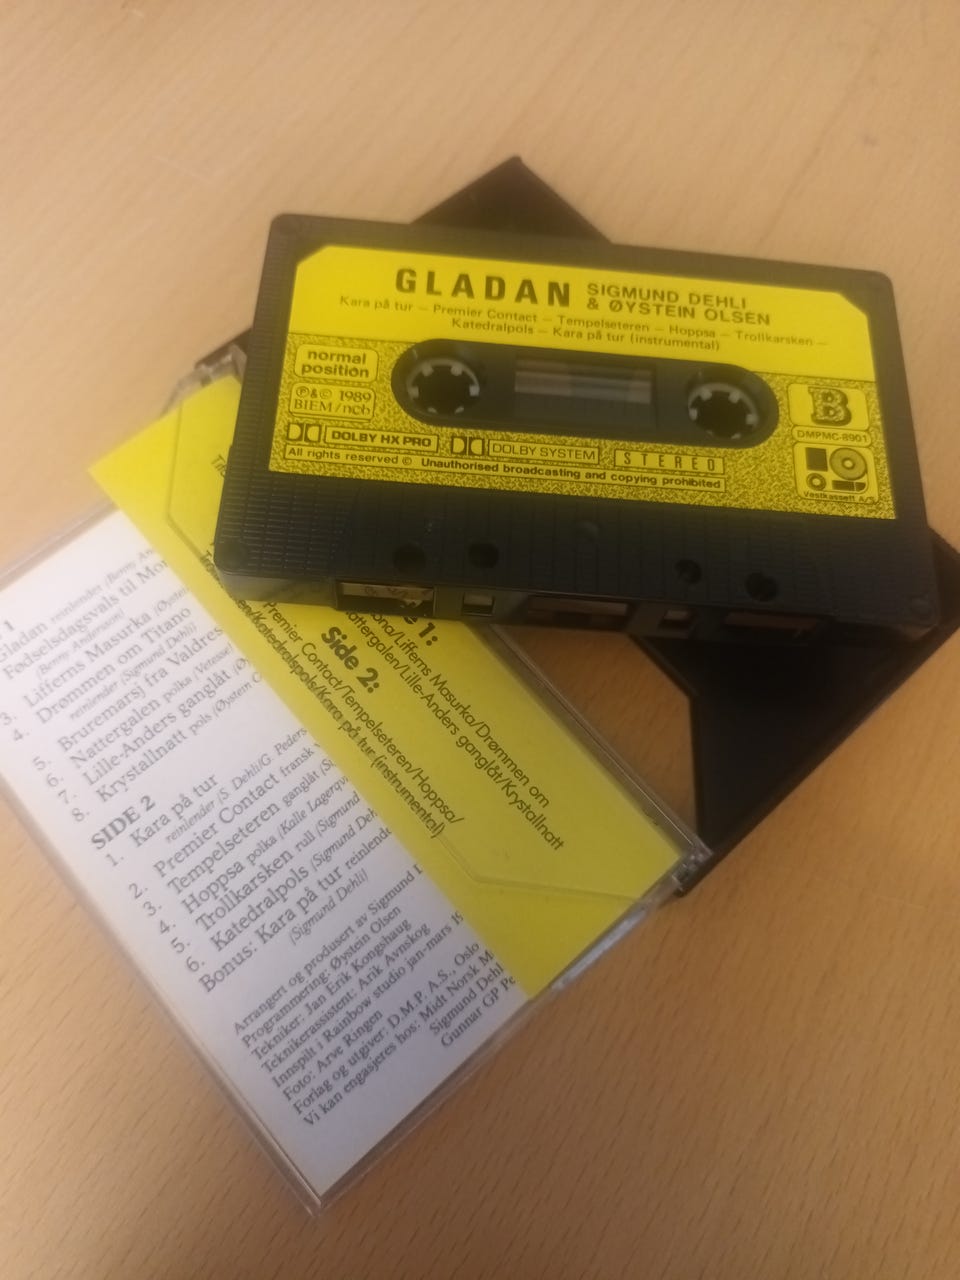 GLADAN SIGMUND DEHLI
& ØYSTEIN OLSEN
Kara på tur – Premier Contact – Tempelseteren – Hoppsa – Trollkarsken –
Katedralpols – Kara på tur (instrumental)
normal
position
Ⓟ&© 1989
BIEM/ncb
DOLBY HX PRO DOLBY SYSTEM STEREO
All rights reserved © Unauthorised broadcasting and copying prohibited
B
DMPMC-8901
Vestkassett A/S
1:
/Lifferns Masurka/Drømmen om
/Lille-Anders ganglåt/Krystallnatt
Side 2:
Premier Contact/Tempelseteren/Hoppsa/
/Katedralpols/Kara på tur (instrumental)
1
Gladan reinlender (Benny
Fødselsdagsvals til
(Benny Andersson)
3. Lifferns Masurka
4. Drømmen om Titano
reinlender (Sigmund Dehli)
5. Bruremarsj fra Valdres
6. Nattergalen polka
7. Lille-Anders ganglåt
8. Krystallnatt pols (Øystein
SIDE 2
1. Kara på tur
reinlender (S. Dehli/G.
2. Premier Contact fransk
3. Tempelseteren ganglåt
4. Hoppsa polka (Kalle
5. Trollkarsken rull (Sigmund
6. Katedralpols (Sigmund
Bonus: Kara på tur
(Sigmund Dehli)
Arrangert og produsert av Sigmund
Programmering: Øystein Olsen
Tekniker: Jan Erik Kongshaug
Teknikerassistent: Arik Avnskog
Innspilt i Rainbow studio jan-mars
Foto: Arve Ringen
Forlag og utgiver: D.M.P. A.S., Oslo
Vi kan engasjeres hos: Midt Norsk
Sigmund
Gunnar GP